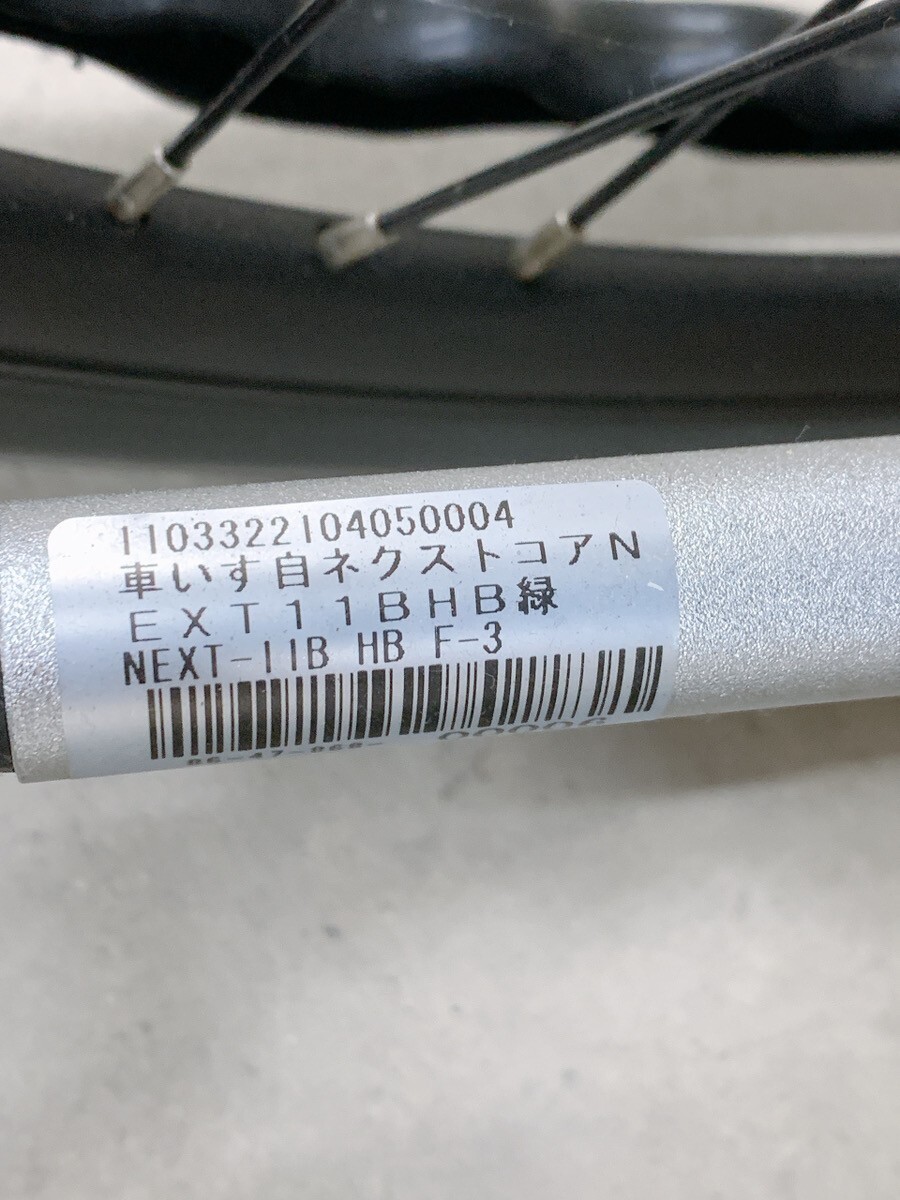 1103322104050004
車いす自ネクストコアN
EXT11BHB緑
NEXT-11B HB F-3